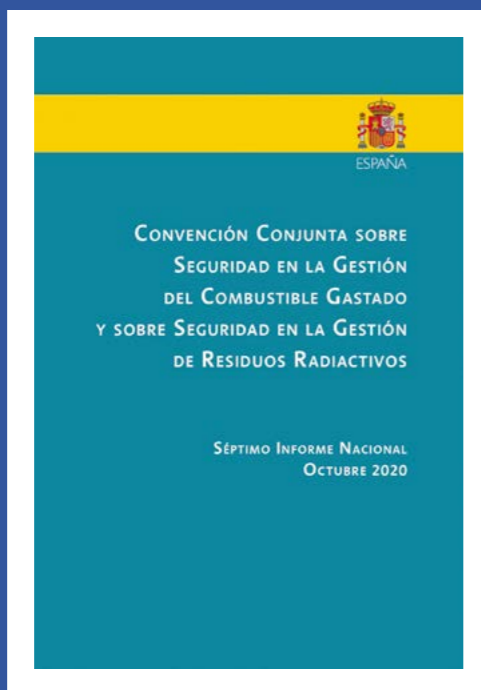 ESPAÑA
CONVENCIÓN CONJUNTA SOBRE
SEGURIDAD EN LA GESTIÓN
DEL COMBUSTIBLE GASTADO
Y SOBRE SEGURIDAD EN LA GESTIÓN
DE RESIDUOS RADIACTIVOS
SÉPTIMO INFORME NACIONAL
OCTUBRE 2020